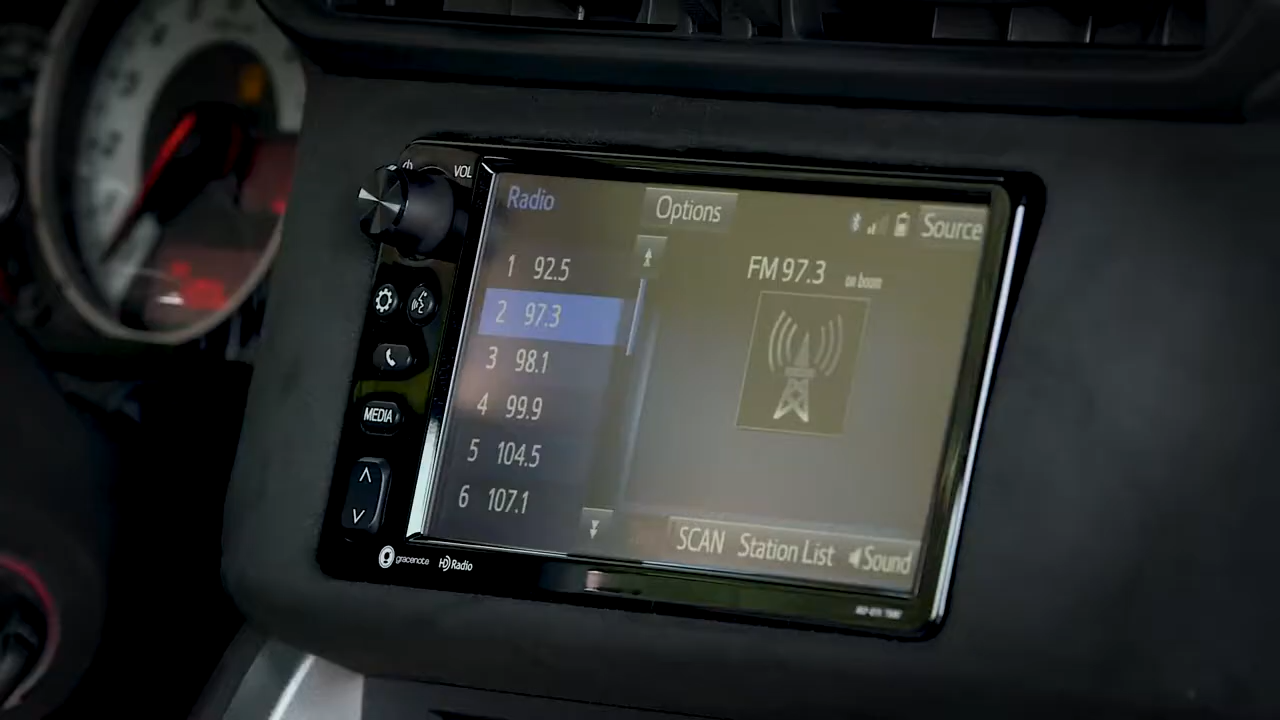 VOL
Radio
Options
Source
1 92.5
2 97.3
3 98.1
4 99.9
5 104.5
6 107.1
FM 97.3
MEDIA
SCAN
Station List
Sound
gracenote
HD Radio